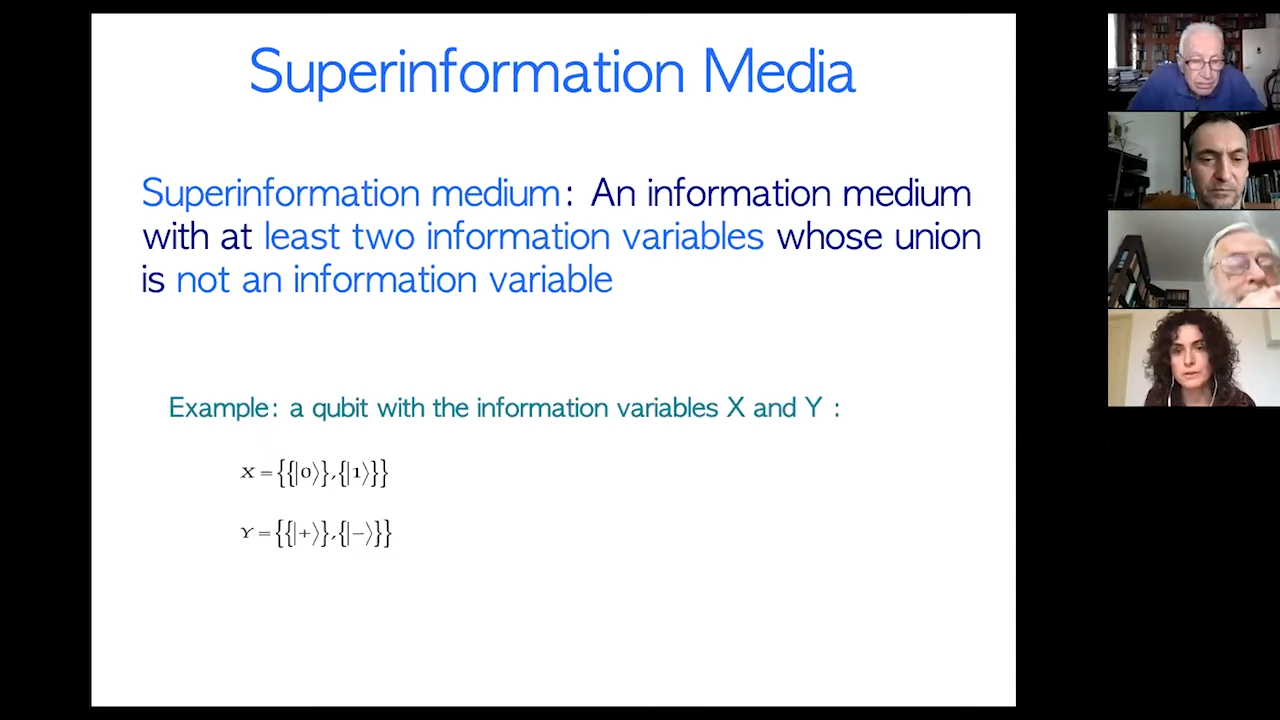 Superinformation Media
Superinformation medium: An information medium
with at least two information variables whose union
is not an information variable
Example: a qubit with the information variables X and Y :
X = {{|0⟩},{|1⟩}}
Y = {{|+⟩},{|−⟩}}